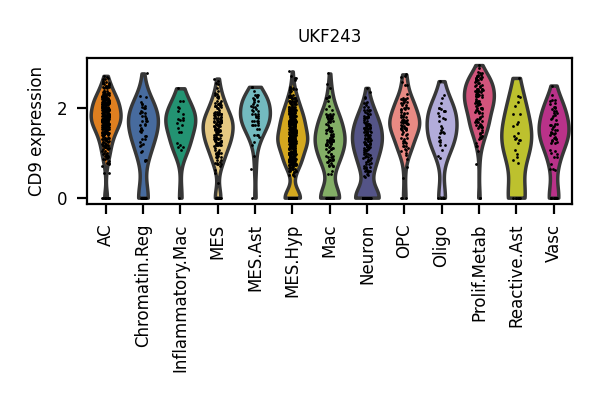 UKF243
CD9 expression
2
0
AC
Chromatin.Reg
Inflammatory.Mac
MES
MES.Ast
MES.Hyp
Mac
Neuron
OPC
Oligo
Prolif.Metab
Reactive.Ast
Vasc